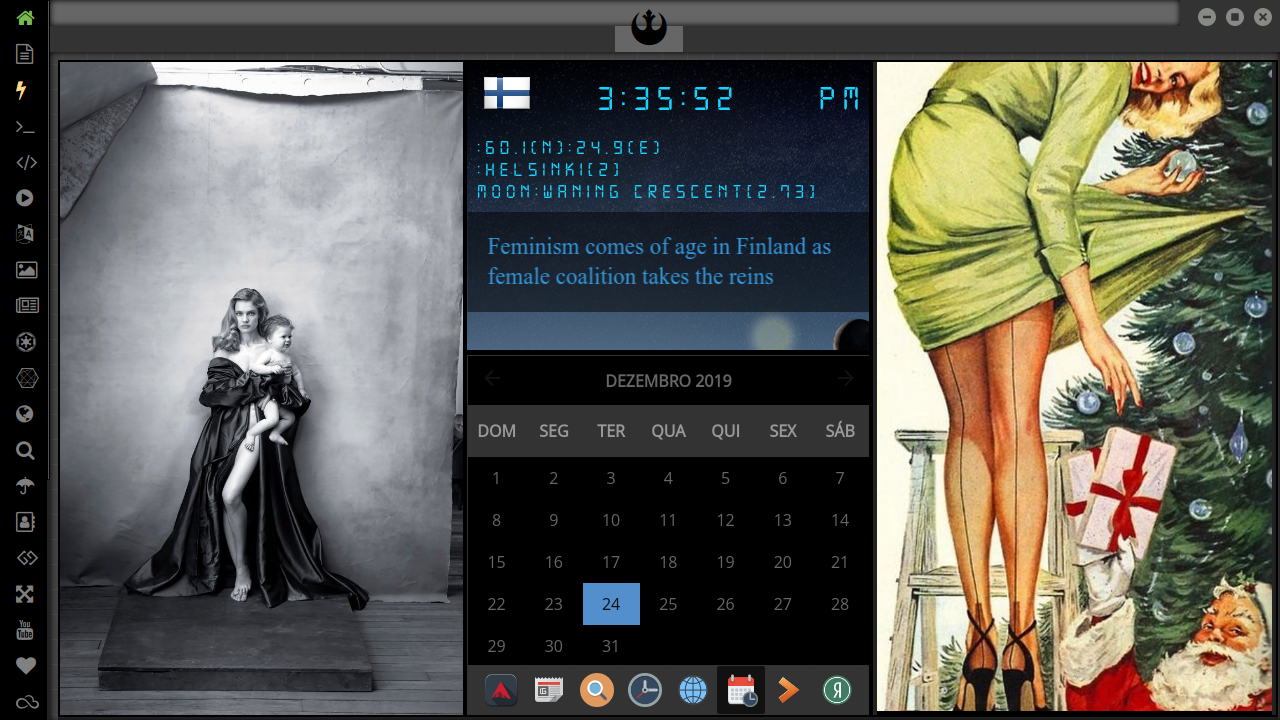 3:35:52 PM
:60.1(N):24.9(E)
:HELSINKI(2)
MOON:WANING CRESCENT(2.73)
Feminism comes of age in Finland as
female coalition takes the reins
DEZEMBRO 2019
DOM SEG TER QUA QUI SEX SÁB
1 2 3 4 5 6 7
8 9 10 11 12 13 14
15 16 17 18 19 20 21
22 23 24 25 26 27 28
29 30 31
You
Tube
Я